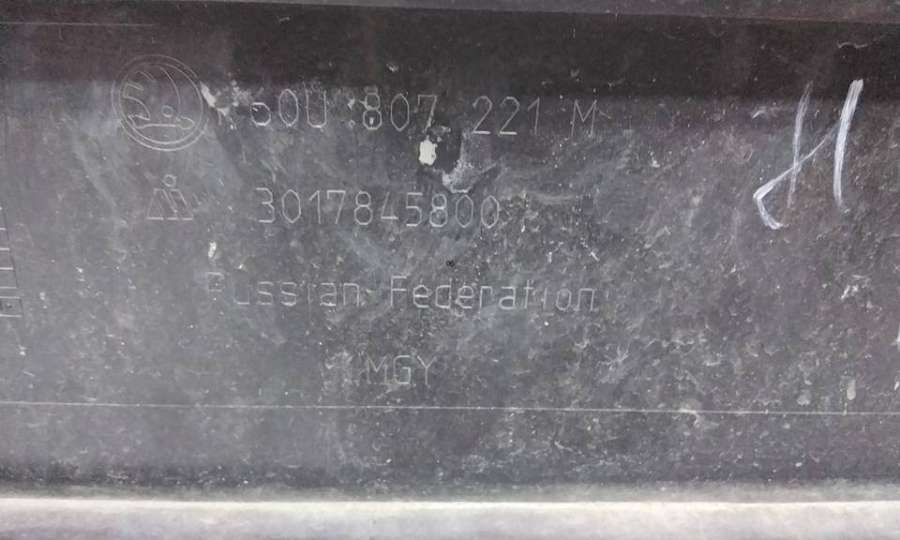 60U 807 221 M
3017845800
Russian Federation
MGY